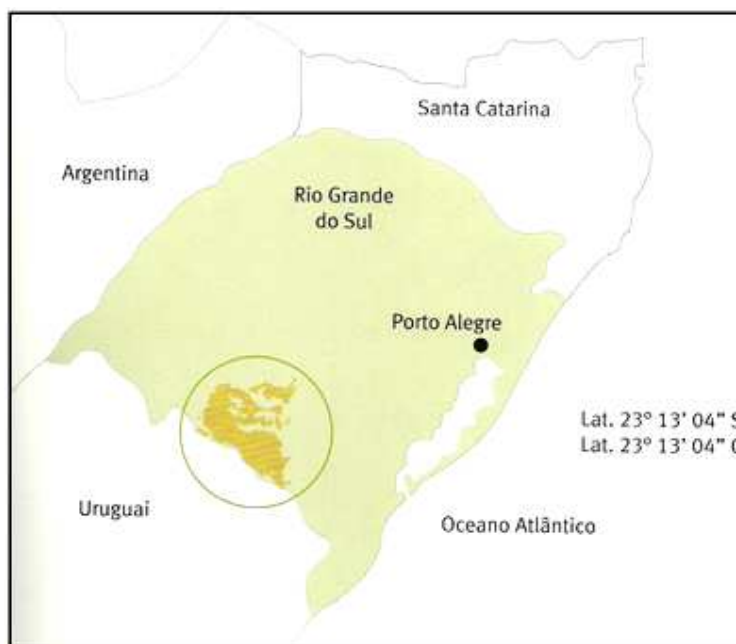 Santa Catarina
Argentina
Rio Grande
do Sul
Porto Alegre
Lat. 23° 13' 04" S
Lat. 23° 13' 04"
Uruguai
Oceano Atlântico